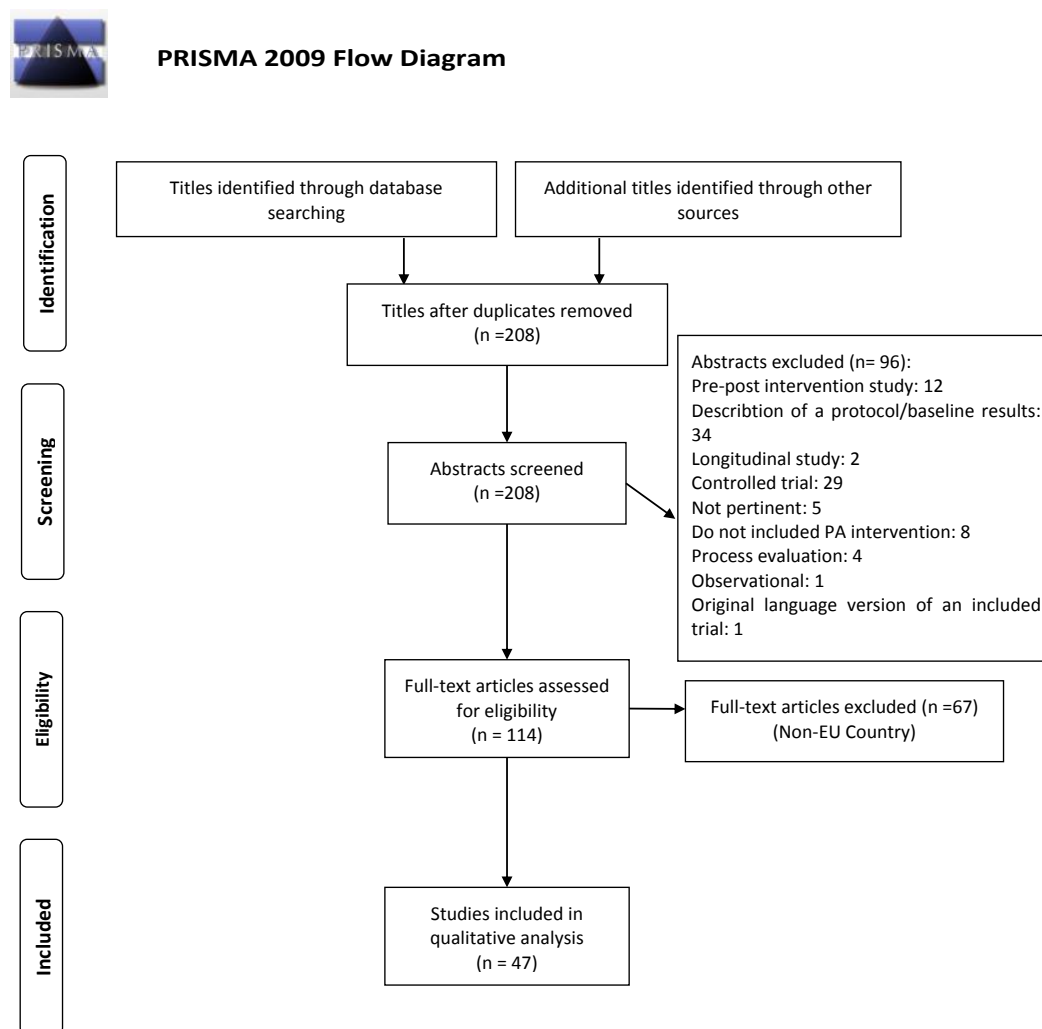 PRISMA
PRISMA 2009 Flow Diagram
Identification
Titles identified through database
searching
Additional titles identified through other
sources
Titles after duplicates removed
(n =208)
Screening
Abstracts screened
(n =208)
Abstracts excluded (n= 96):
Pre-post intervention study: 12
Describtion of a protocol/baseline results:
34
Longitudinal study: 2
Controlled trial: 29
Not pertinent: 5
Do not included PA intervention: 8
Process evaluation: 4
Observational: 1
Original language version of an included
trial: 1
Eligibility
Full-text articles assessed
for eligibility
(n = 114)
Full-text articles excluded (n =67)
(Non-EU Country)
Included
Studies included in
qualitative analysis
(n = 47)